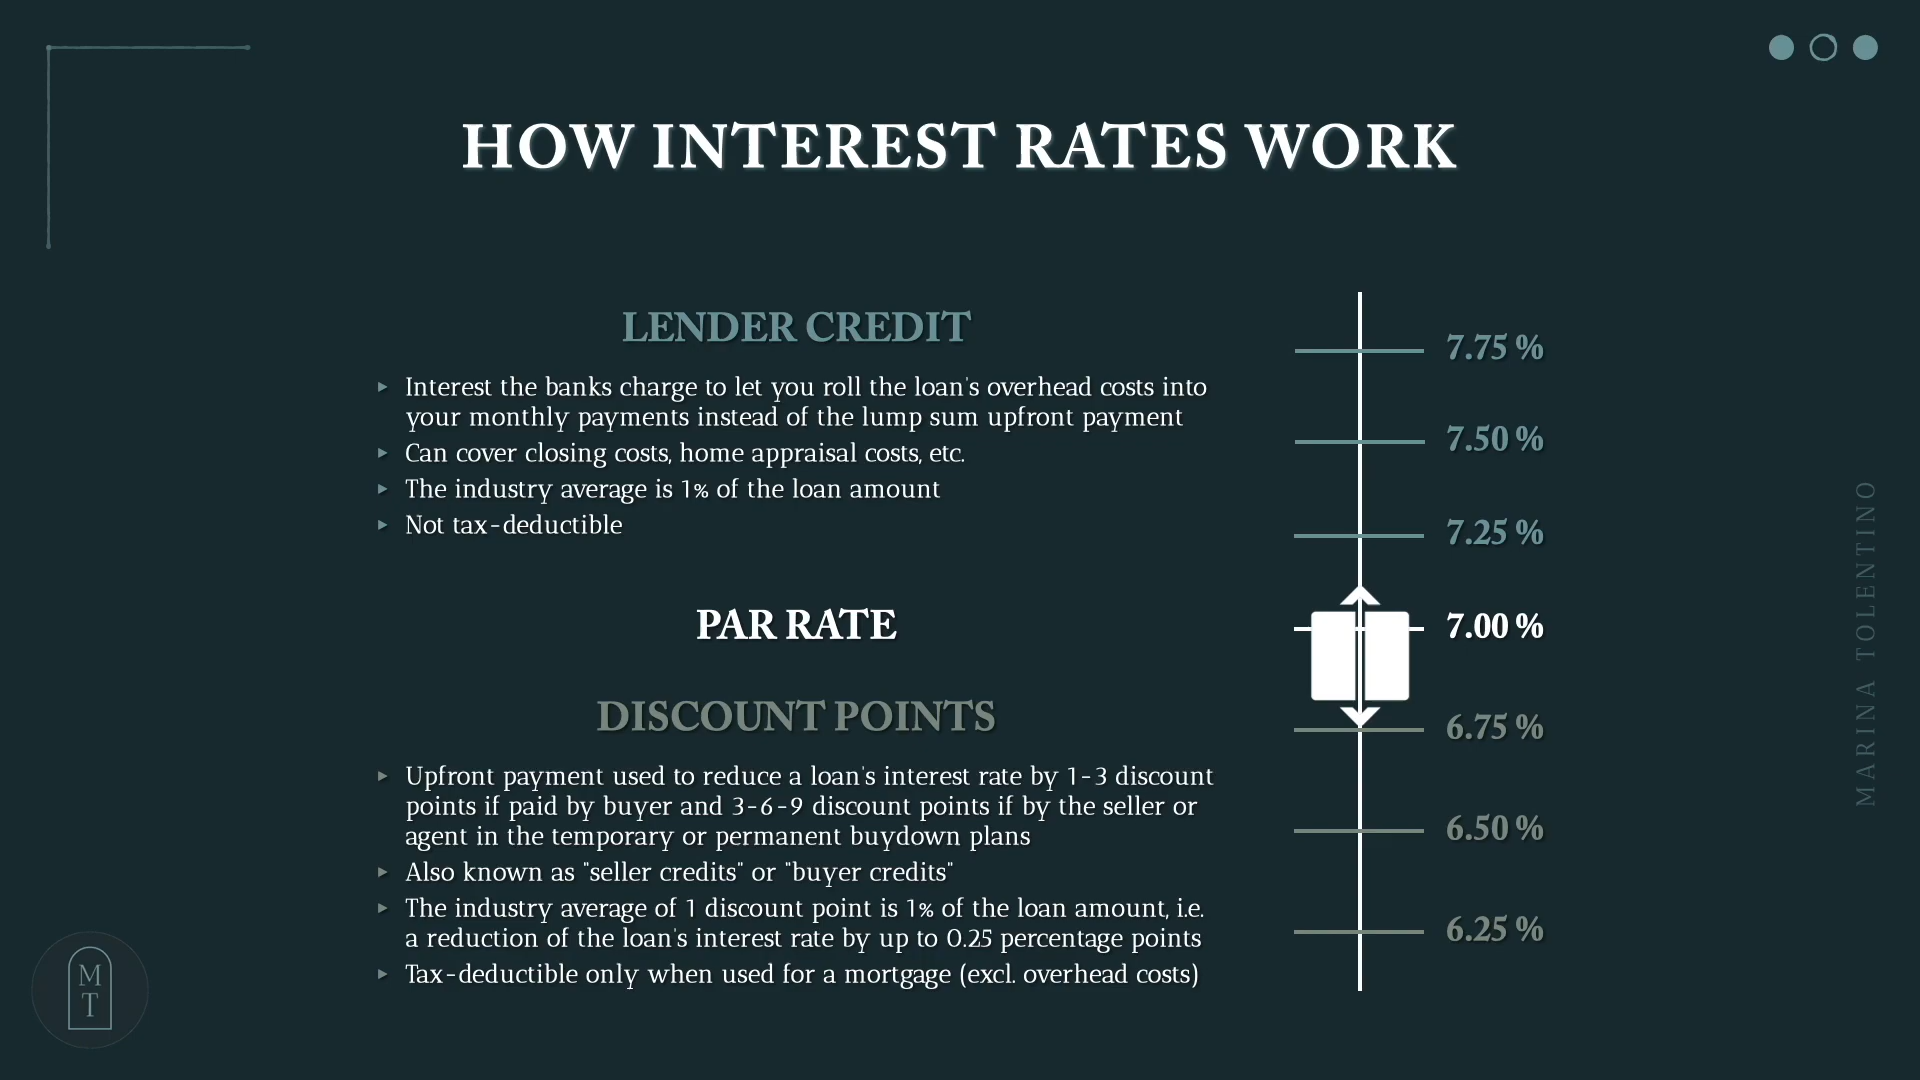 HOW INTEREST RATES WORK
LENDER CREDIT
▸ Interest the banks charge to let you roll the loan's overhead costs into
your monthly payments instead of the lump sum upfront payment
▸ Can cover closing costs, home appraisal costs, etc.
▸ The industry average is 1% of the loan amount
▸ Not tax-deductible
PAR RATE
DISCOUNT POINTS
▸ Upfront payment used to reduce a loan's interest rate by 1-3 discount
points if paid by buyer and 3-6-9 discount points if by the seller or
agent in the temporary or permanent buydown plans
▸ Also known as "seller credits" or "buyer credits"
▸ The industry average of 1 discount point is 1% of the loan amount, i.e.
a reduction of the loan's interest rate by up to 0.25 percentage points
▸ Tax-deductible only when used for a mortgage (excl. overhead costs)
7.75 %
7.50 %
7.25 %
7.00 %
6.75 %
6.50 %
6.25 %
MARINA TOLENTINO
M
T